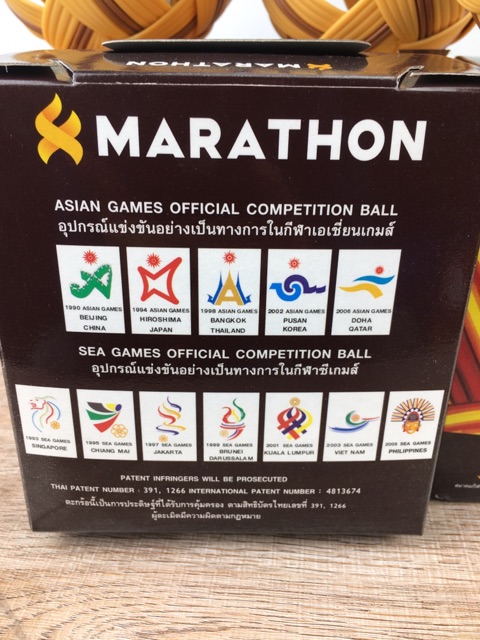 MARATHON
MARATHON
ASIAN GAMES OFFICIAL COMPETITION BALL
อุปกรณ์แข่งขันอย่างเป็นทางการในกีฬาเอเชี่ยนเกมส์
1990 ASIAN GAMES
BEIJING
CHINA
1994 ASIAN GAMES
HIROSHIMA
JAPAN
1998 ASIAN GAMES
BANGKOK
THAILAND
2002 ASIAN GAMES
PUSAN
KOREA
2006 ASIAN GAMES
DOHA
QATAR
SEA GAMES OFFICIAL COMPETITION BALL
อุปกรณ์แข่งขันอย่างเป็นทางการในกีฬาซีเกมส์
1993 SEA GAMES
SINGAPORE
1995 SEA GAMES
CHIANG MAI
1997 SEA GAMES
JAKARTA
1999 SEA GAMES
BRUNEI
DARUSSALAM
2001 SEA GAMES
KUALA LUMPUR
2003 SEA GAMES
VIET NAM
2005 SEA GAMES
PHILIPPINES
PATENT INFRINGERS WILL BE PROSECUTED
THAI PATENT NUMBER : 391, 1266 INTERNATIONAL PATENT NUMBER : 4813674
ตะกร้อนี้เป็นการประดิษฐ์ที่ได้รับการคุ้มครอง ตามสิทธิบัตรไทยเลขที่ 391, 1266
ผู้ละเมิดมีความผิดตามกฎหมาย